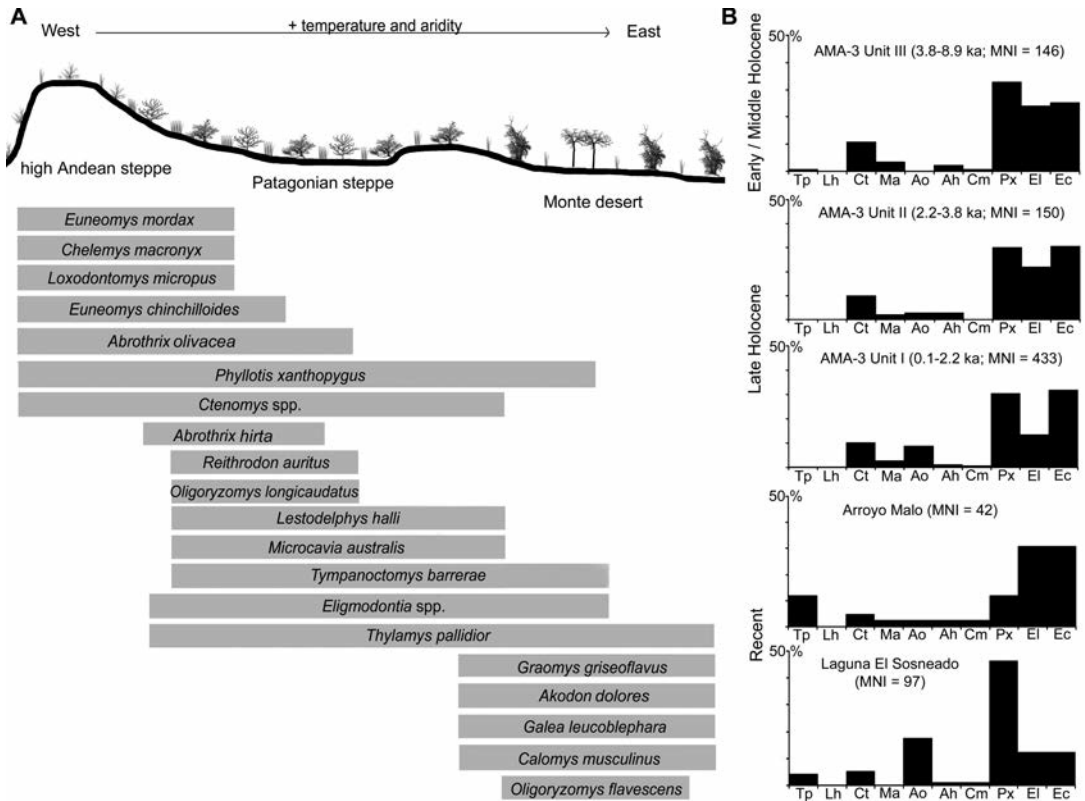 A
West
+ temperature and aridity
East
high Andean steppe
Patagonian steppe
Monte desert
Euneomys mordax
Chelemys macronyx
Loxodontomys micropus
Euneomys chinchilloides
Abrothrix olivacea
Phyllotis xanthopygus
Ctenomys spp.
Abrothrix hirta
Reithrodon auritus
Oligoryzomys longicaudatus
Lestodelphys halli
Microcavia australis
Tympanoctomys barrerae
Eligmodontia spp.
Thylamys pallidior
Graomys griseoflavus
Akodon dolores
Galea leucoblephara
Calomys musculinus
Oligoryzomys flavescens
B
Early / Middle Holocene
50%
AMA-3 Unit III (3.8-8.9 ka; MNI = 146)
Tp Lh Ct Ma Ao Ah Cm Px El Ec
Late Holocene
50%
AMA-3 Unit II (2.2-3.8 ka; MNI = 150)
Tp Lh Ct Ma Ao Ah Cm Px El Ec
50%
AMA-3 Unit I (0.1-2.2 ka; MNI = 433)
Tp Lh Ct Ma Ao Ah Cm Px El Ec
Recent
50%
Arroyo Malo (MNI = 42)
Tp Lh Ct Ma Ao Ah Cm Px El Ec
50%
Laguna El Sosneado
(MNI = 97)
Tp Lh Ct Ma Ao Ah Cm Px El Ec